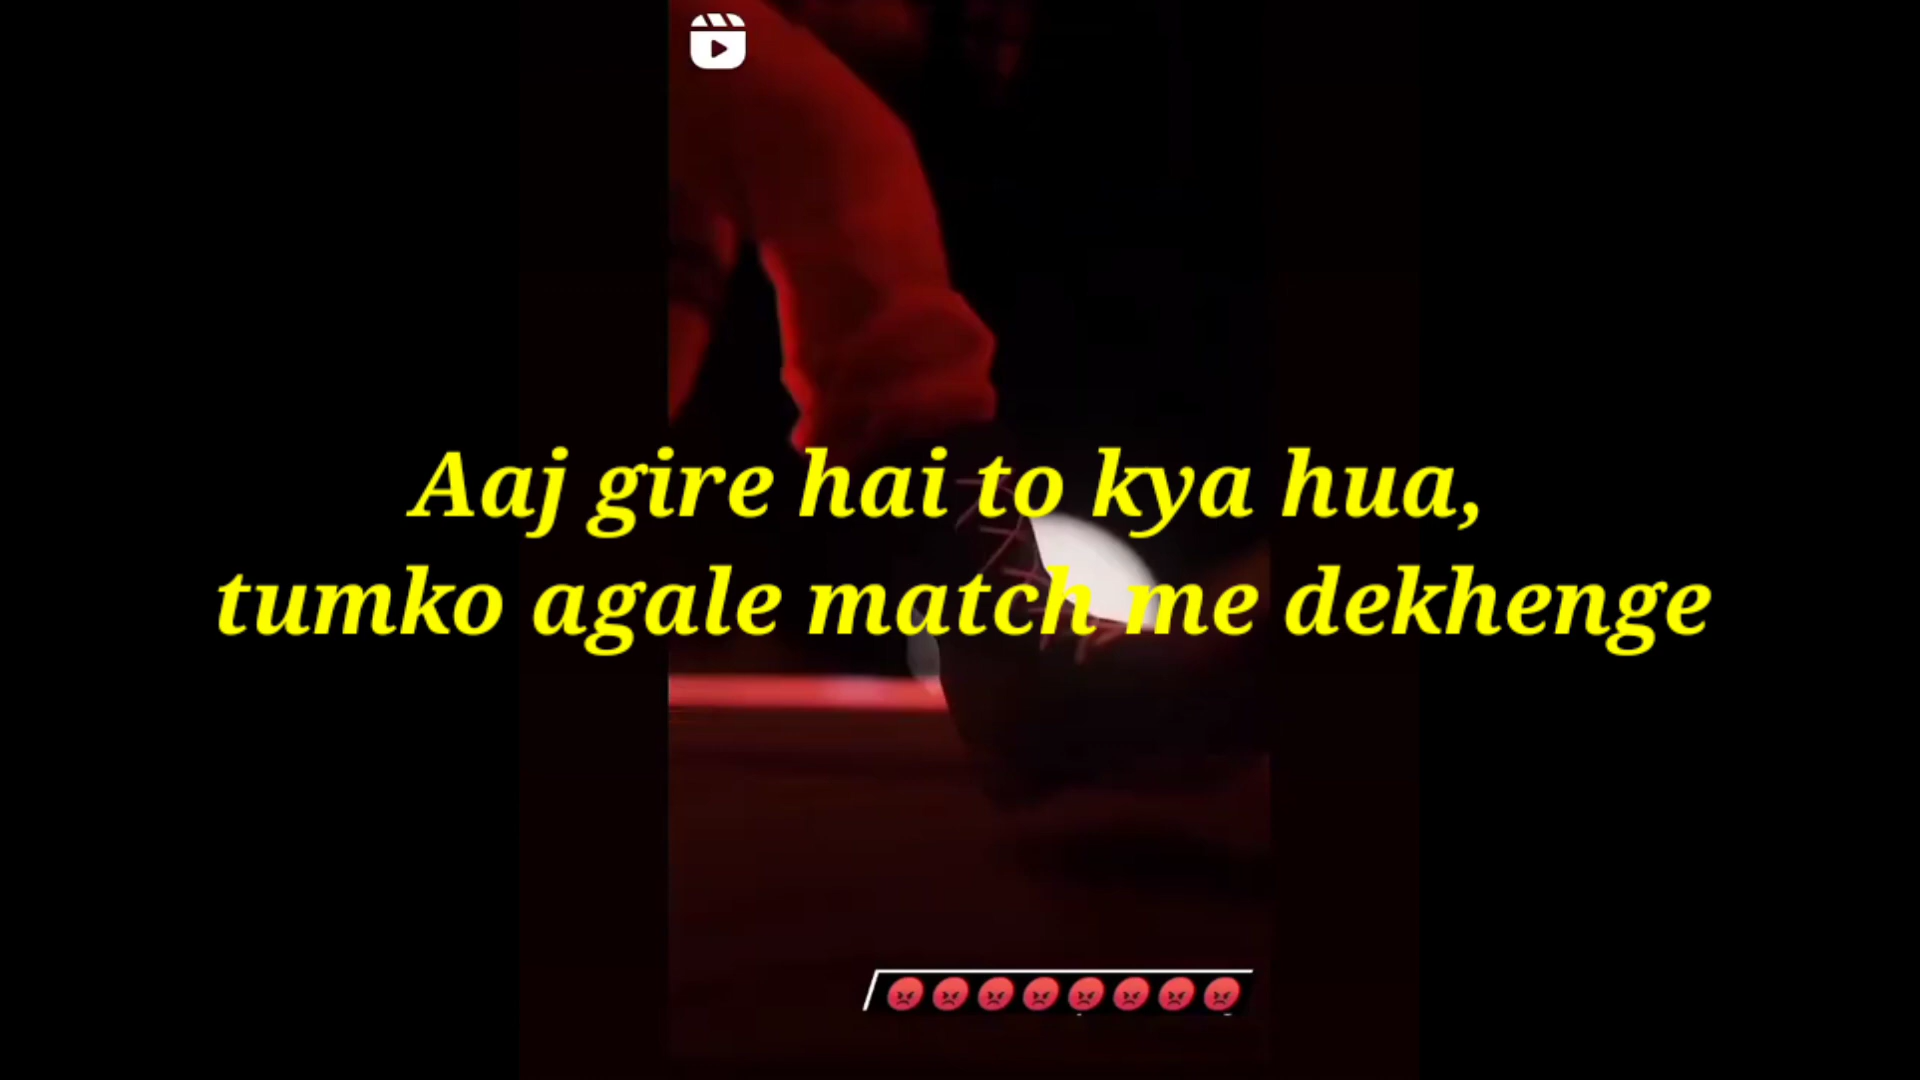 Aaj gire hai to kya hua,
tumko agale match me dekhenge
😡😡😡😡😡😡😡😡